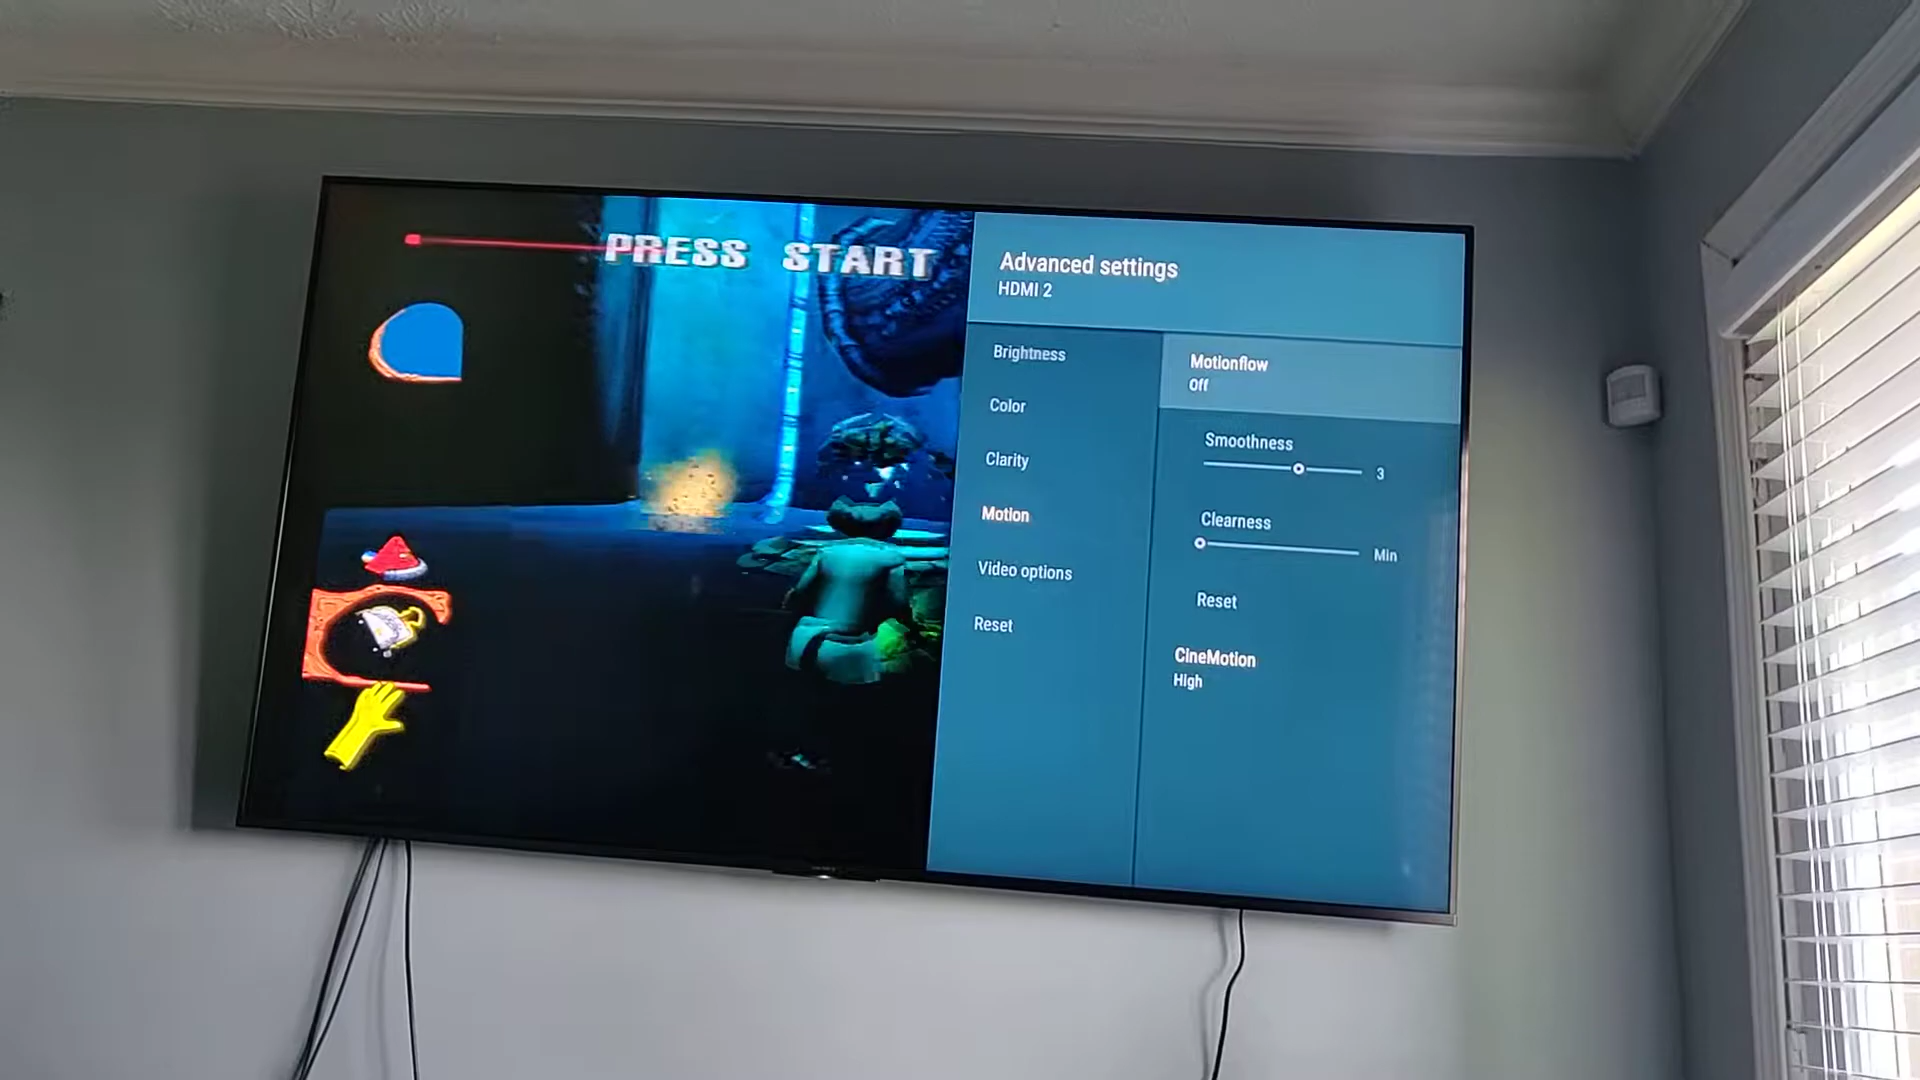 PRESS START
Advanced settings
HDMI 2
Brightness
Color
Clarity
Motion
Video options
Reset
Motionflow
Off
Smoothness
3
Clearness
Min
Reset
CineMotion
High